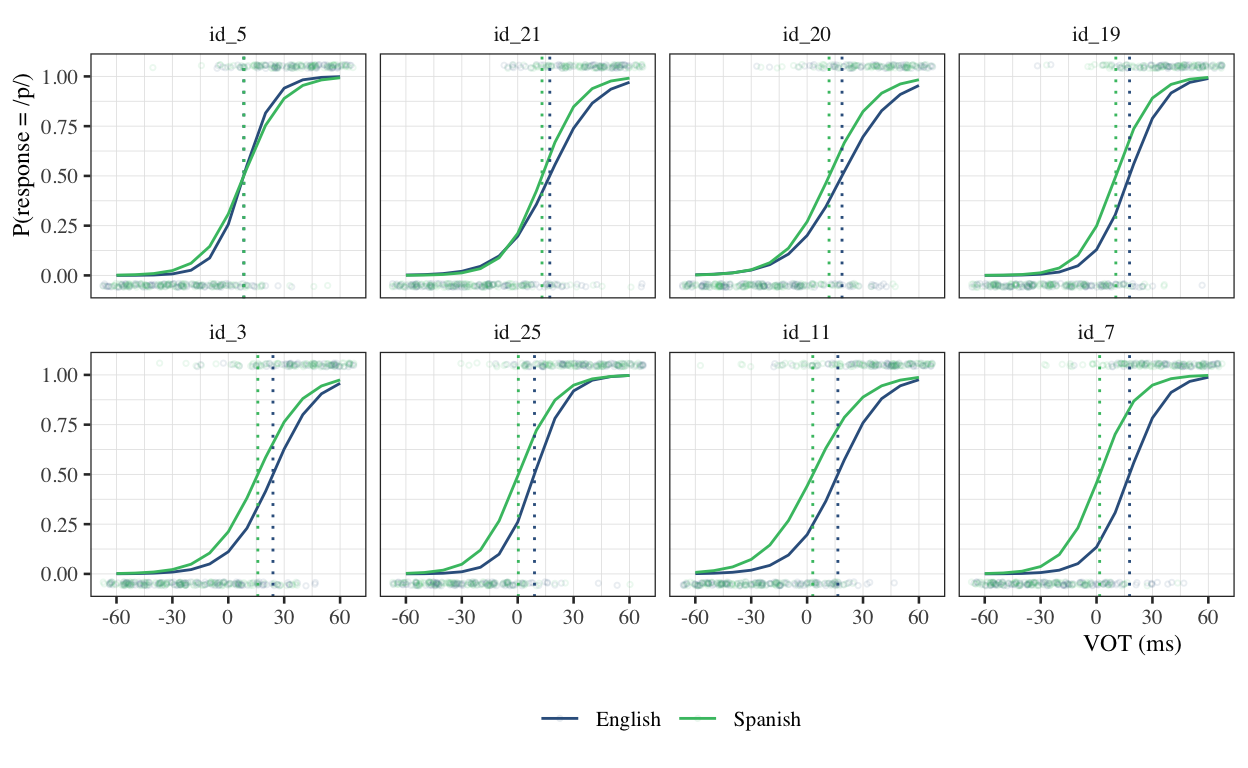 id_5 id_21 id_20 id_19
P(response = /p/)
1.00
0.75
0.50
0.25
0.00
id_3 id_25 id_11 id_7
1.00
0.75
0.50
0.25
0.00
-60 -30 0 30 60 -60 -30 0 30 60 -60 -30 0 30 60 -60 -30 0 30 60
VOT (ms)
English Spanish